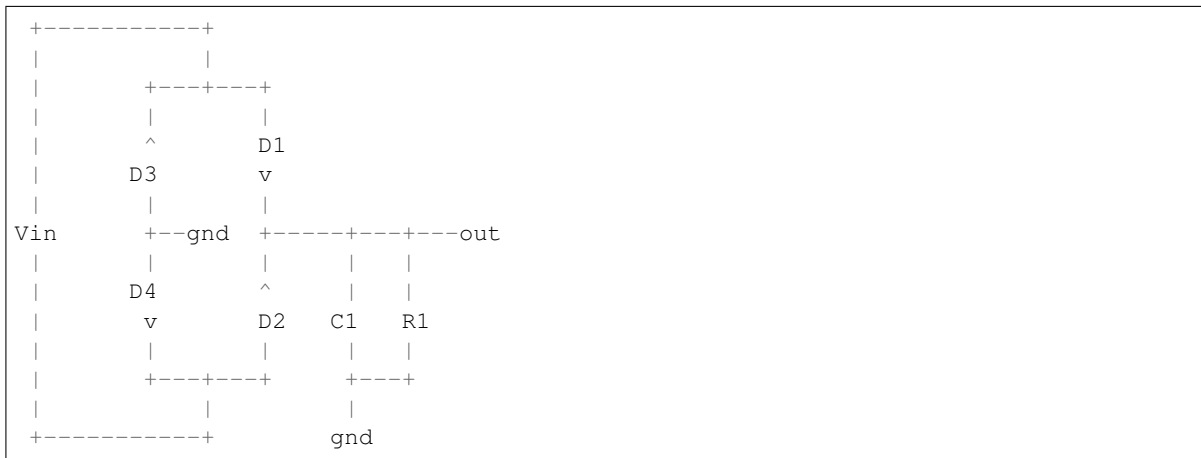 +-----------+
|           |
|       +---+---+
|       |       |
|       ^       D1
|      D3       v
|       |       |
Vin     +--gnd  +-----+---+---out
|       |       |     |   |
|      D4       ^     |   |
|       v       D2   C1   R1
|       |       |     |   |
|       +---+---+     +---+
|           |         |
+-----------+        gnd